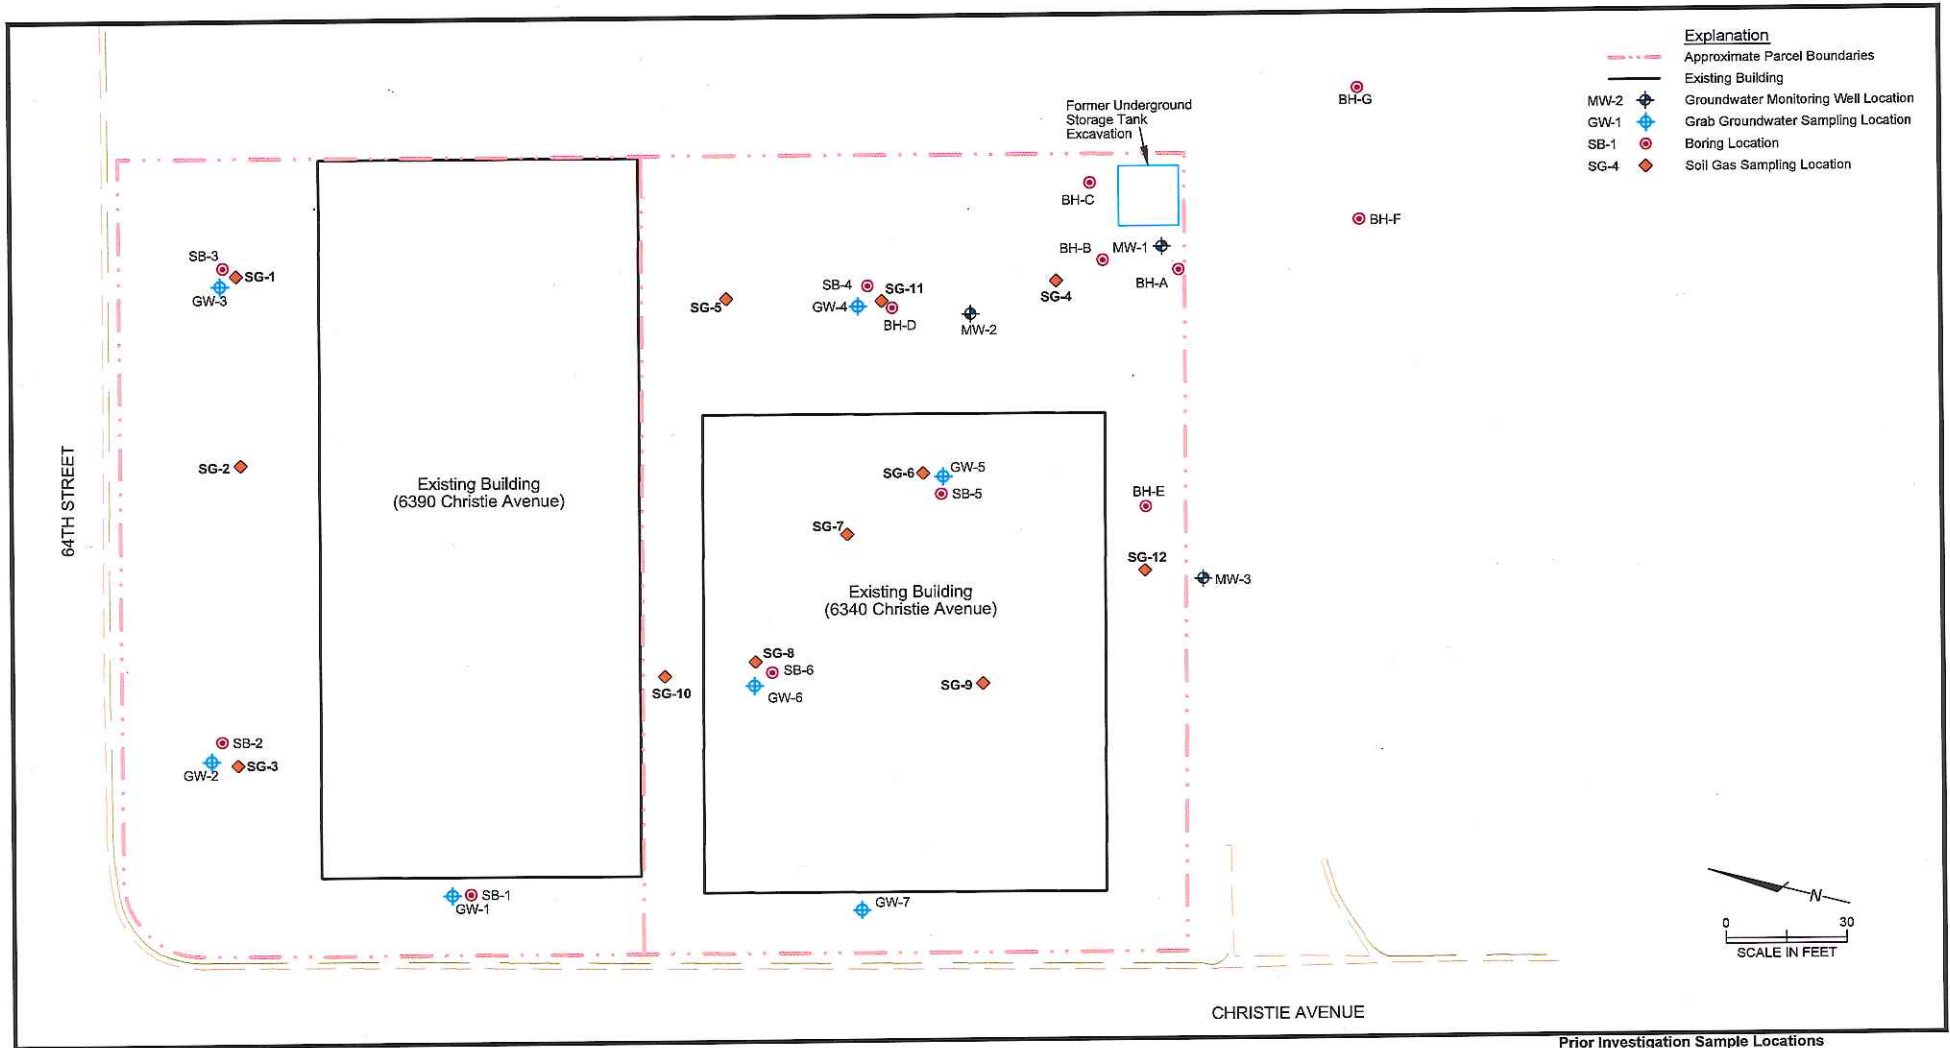 Explanation
Approximate Parcel Boundaries
Existing Building
MW-2 Groundwater Monitoring Well Location
GW-1 Grab Groundwater Sampling Location
SB-1 Boring Location
SG-4 Soil Gas Sampling Location
BH-G
Former Underground
Storage Tank
Excavation
BH-C
BH-F
BH-B
MW-1
BH-A
SB-3
SG-1
GW-3
SG-5
SB-4
SG-11
GW-4
BH-D
MW-2
SG-4
64TH STREET
SG-2
Existing Building
(6390 Christie Avenue)
SG-6
GW-5
SB-5
SG-7
BH-E
SG-12
MW-3
Existing Building
(6340 Christie Avenue)
SG-8
SB-6
GW-6
SG-10
SG-9
SB-2
GW-2
SG-3
SB-1
GW-1
GW-7
N
0 30
SCALE IN FEET
CHRISTIE AVENUE
Prior Investigation Sample Locations